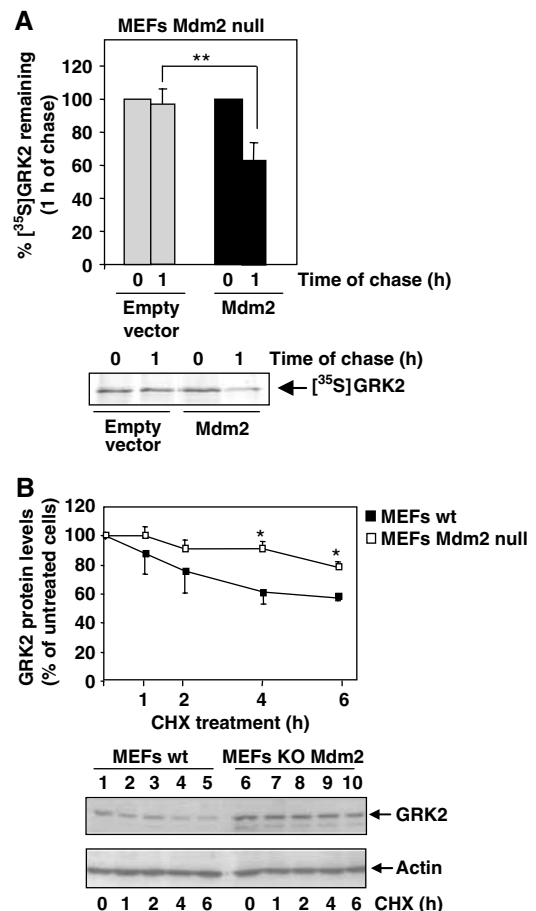 A
MEFs Mdm2 null
**
120
100
80
60
40
20
0
% [35S]GRK2 remaining
(1 h of chase)
0 1 0 1 Time of chase (h)
Empty
vector
Mdm2
0 1 0 1 Time of chase (h)
[35S]GRK2
Empty
vector
Mdm2
B
120
100
80
60
40
20
0
GRK2 protein levels
(% of untreated cells)
* *
MEFs wt
MEFs Mdm2 null
1 2 4 6
CHX treatment (h)
MEFs wt MEFs KO Mdm2
1 2 3 4 5 6 7 8 9 10
GRK2
Actin
0 1 2 4 6 0 1 2 4 6 CHX (h)